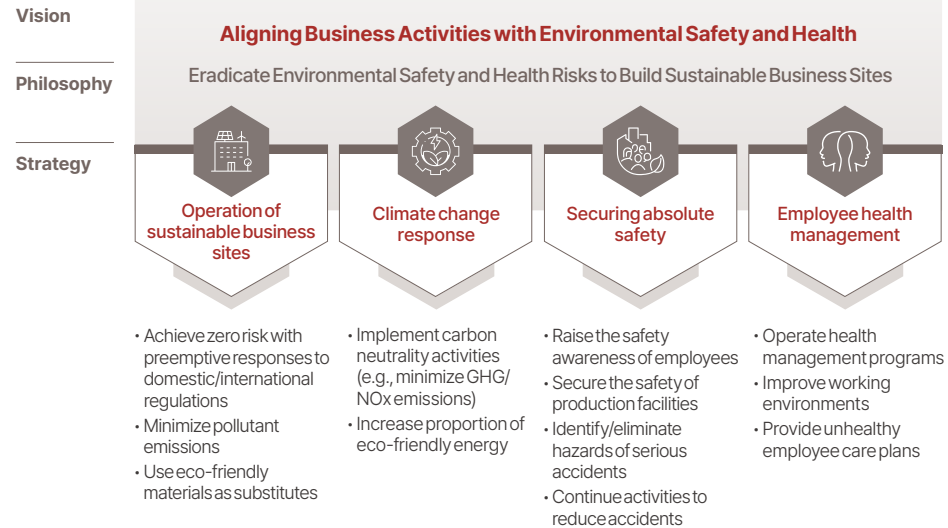 Vision
Aligning Business Activities with Environmental Safety and Health
Philosophy
Eradicate Environmental Safety and Health Risks to Build Sustainable Business Sites
Strategy
Operation of
sustainable business
sites
• Achieve zero risk with
preemptive responses to
domestic/international
regulations
• Minimize pollutant
emissions
• Use eco-friendly
materials as substitutes
Climate change
response
• Implement carbon
neutrality activities
(e.g., minimize GHG/
NOx emissions)
• Increase proportion of
eco-friendly energy
Securing absolute
safety
• Raise the safety
awareness of employees
• Secure the safety of
production facilities
• Identify/eliminate
hazards of serious
accidents
• Continue activities to
reduce accidents
Employee health
management
• Operate health
management programs
• Improve working
environments
• Provide unhealthy
employee care plans